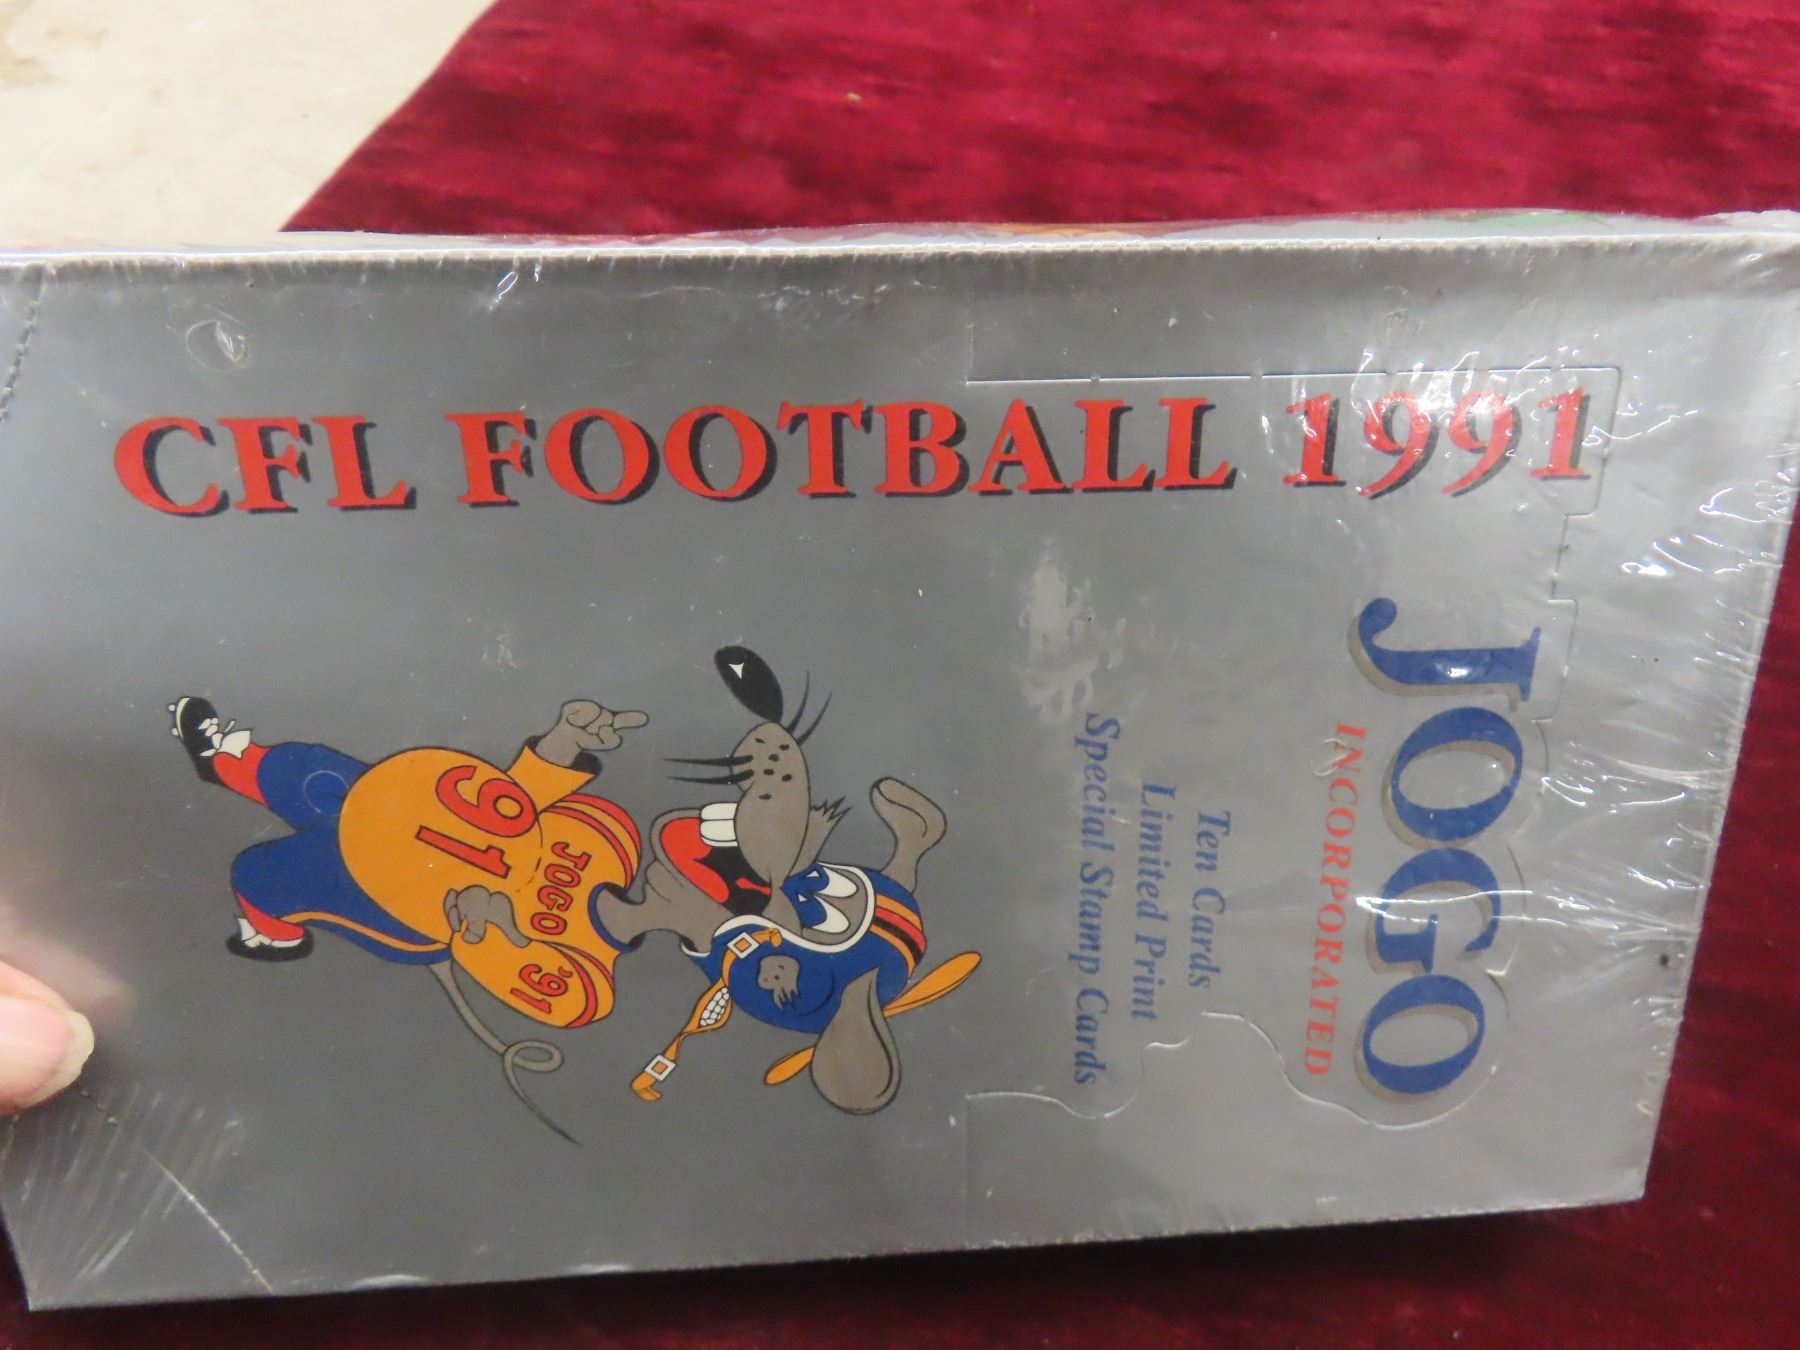 CFL FOOTBALL 1991
JOGO
INCORPORATED
Ten Cards
Limited Print
Special Stamp Cards
JOGO
91
'91